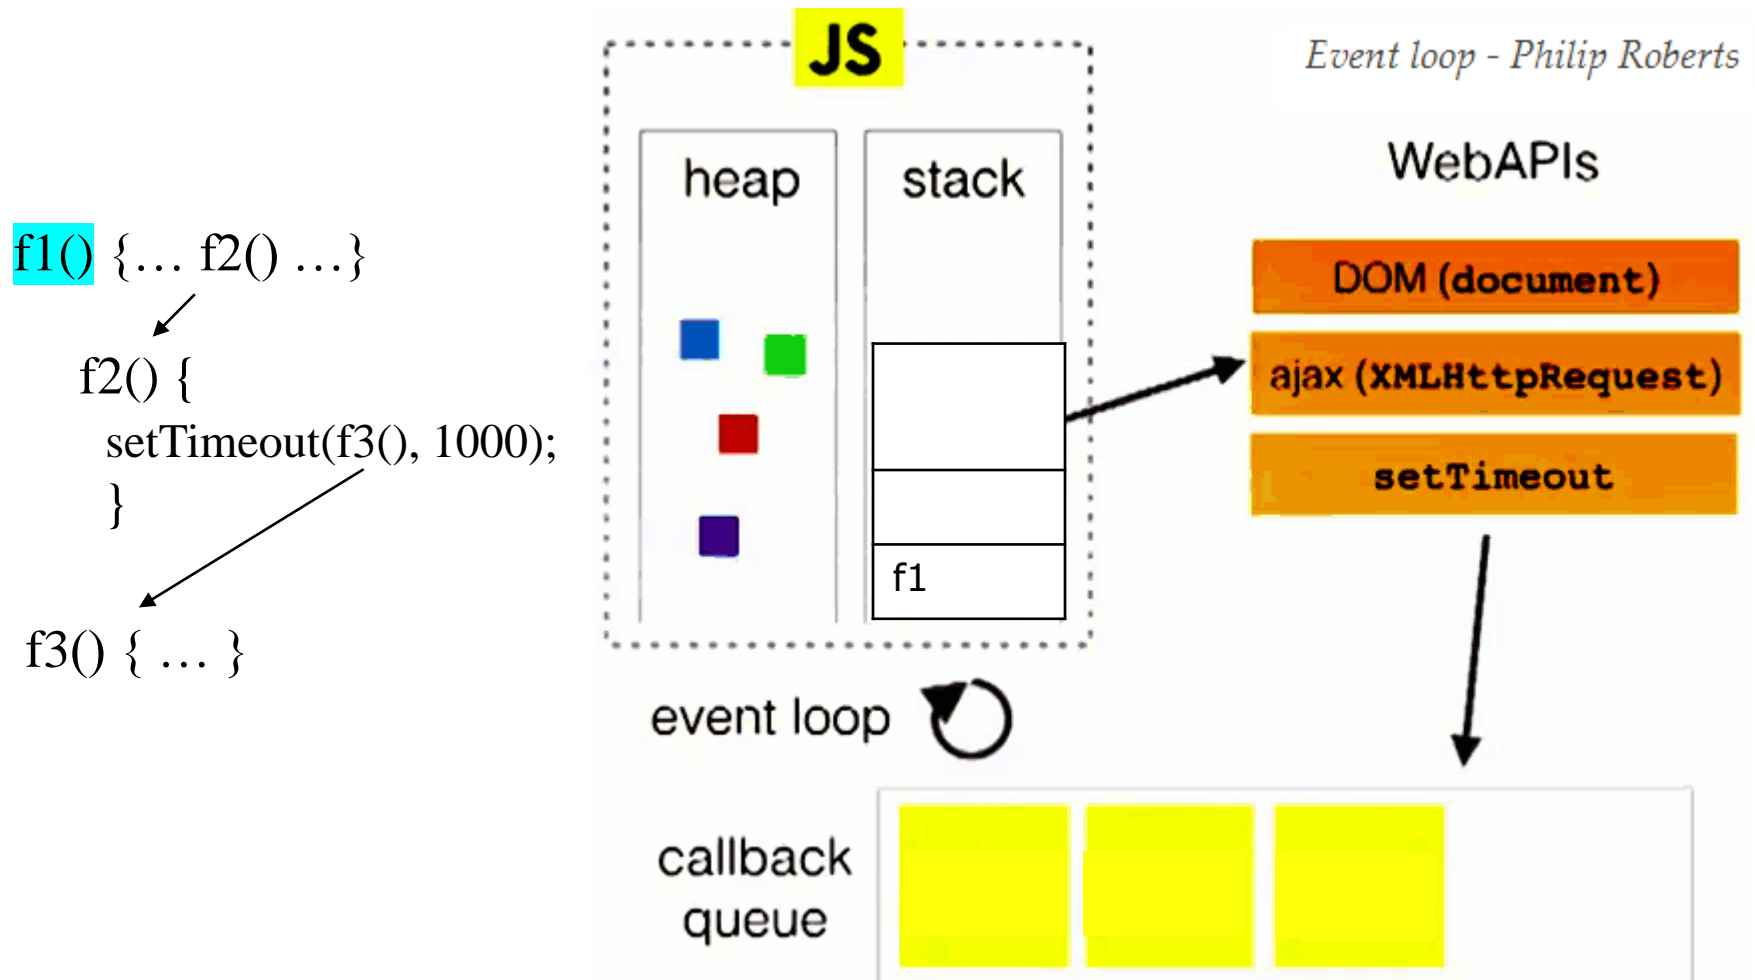 JS
Event loop - Philip Roberts
heap
stack
WebAPIs
f1() {… f2() …}
f2() {
setTimeout(f3(), 1000);
}
f3() { … }
DOM (document)
ajax (XMLHttpRequest)
setTimeout
f1
event loop
callback
queue